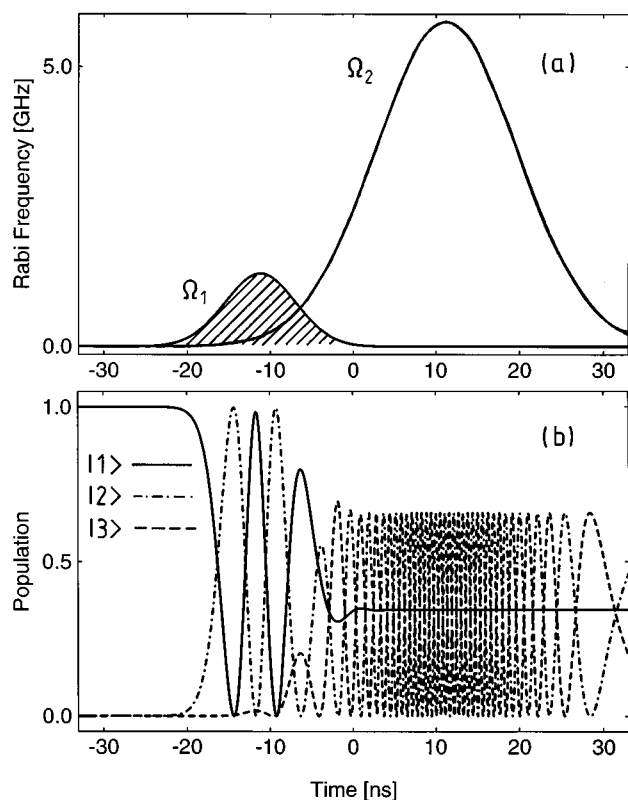 (a)
5.0
Ω₂
Rabi Frequency [GHz]
Ω₁
0.0
-30 -20 -10 0 10 20 30
1.0
(b)
|1>
|2>
|3>
0.5
Population
0.0
-30 -20 -10 0 10 20 30
Time [ns]